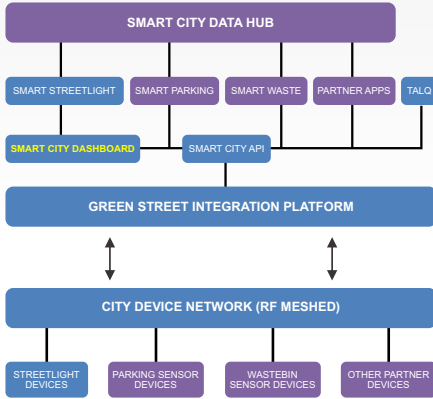 SMART CITY DATA HUB
SMART STREETLIGHT
SMART PARKING
SMART WASTE
PARTNER APPS
TALQ
SMART CITY DASHBOARD
SMART CITY API
GREEN STREET INTEGRATION PLATFORM
CITY DEVICE NETWORK (RF MESHED)
STREETLIGHT
DEVICES
PARKING SENSOR
DEVICES
WASTEBIN
SENSOR DEVICES
OTHER PARTNER
DEVICES